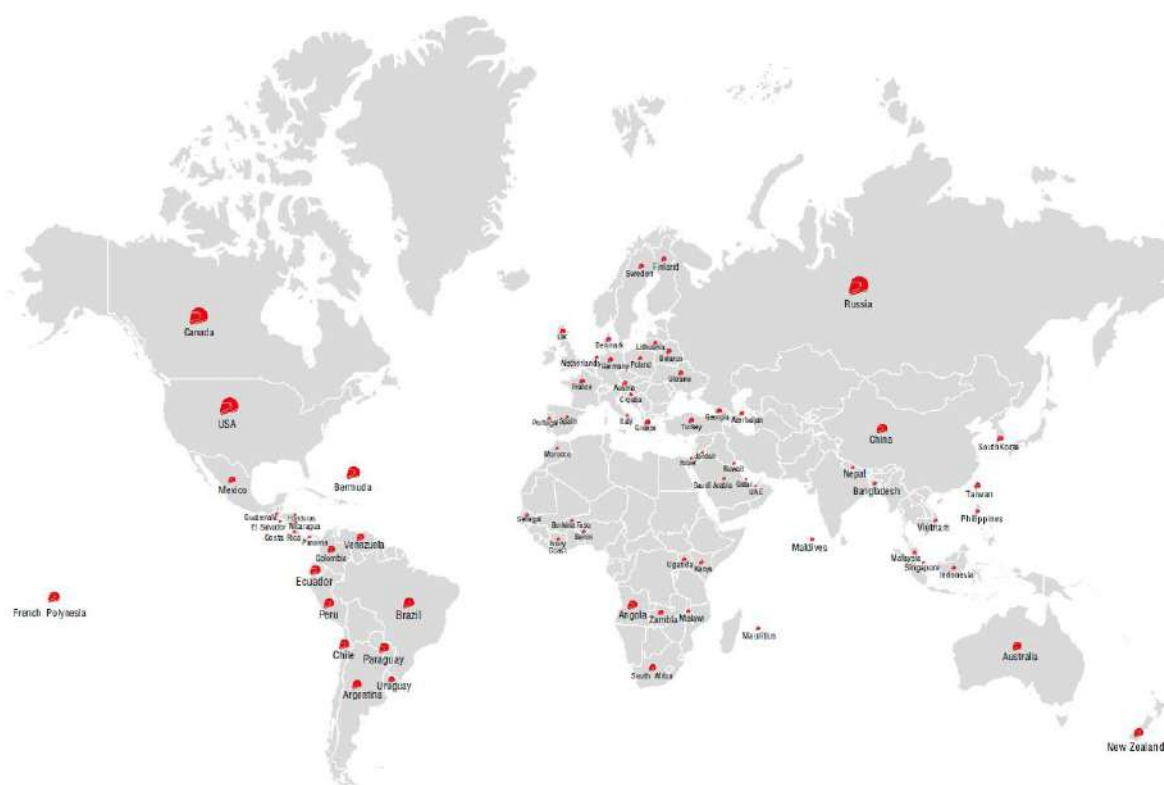 Sweden
Finland
Russia
Canada
UK
Denmark
Lithuania
Belarus
Netherlands
Germany
Poland
Ukraine
France
Austria
Croatia
USA
Portugal
Spain
Italy
Greece
Turkey
Georgia
Azerbaijan
China
South Korea
Morocco
Israel
Jordan
Kuwait
Nepal
Bermuda
Mexico
Saudi Arabia
Qatar
UAE
Bangladesh
Taiwan
Guatemala
Honduras
El Savador
Nicaragua
Senegal
Burkina Faso
Philippines
Vietnam
Costa Rica
Panama
Venezuela
Benin
Ivory
Coast
Maldives
Colombia
Uganda
Kenya
Malaysia
Singapore
Indonesia
Ecuador
French Polynesia
Peru
Brazil
Angola
Zambia
Malawi
Mauritius
Chile
Paraguay
Australia
Uraguay
Argentina
South Africa
New Zealand